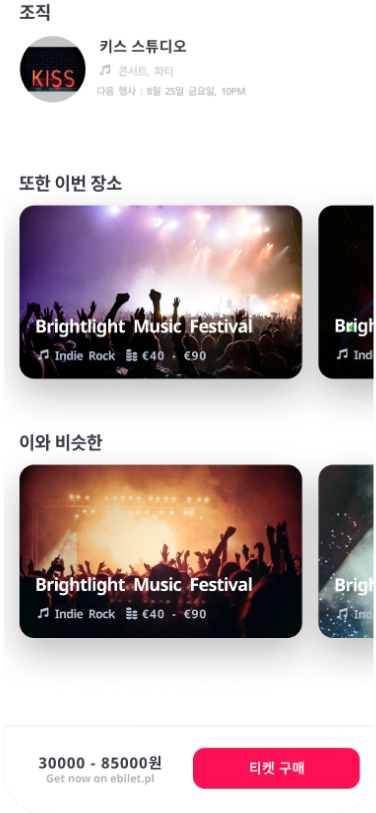 조직
KISS
키스 스튜디오
콘서트, 파티
다음 행사 : 8월 25일 금요일, 10PM
또한 이번 장소
Brightlight Music Festival
Brigh
Indie Rock €40 - €90
Ind
이와 비슷한
Brightlight Music Festival
Brigh
Indie Rock €40 - €90
Ind
30000 - 85000원
티켓 구매
Get now on ebilet.pl